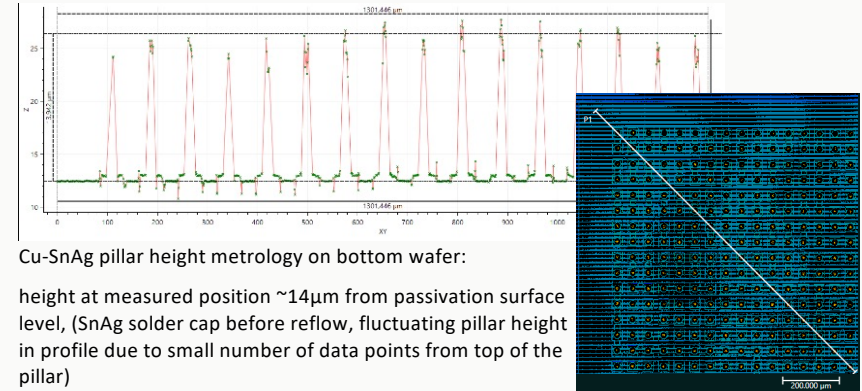 1301.446 µm
25
20
15
10
Z
0
100
200
300
400
500
600
700
800
900
1000
1301.446 µm
XY
P1
200.000 µm
Cu-SnAg pillar height metrology on bottom wafer:
height at measured position ~14µm from passivation surface
level, (SnAg solder cap before reflow, fluctuating pillar height
in profile due to small number of data points from top of the
pillar)